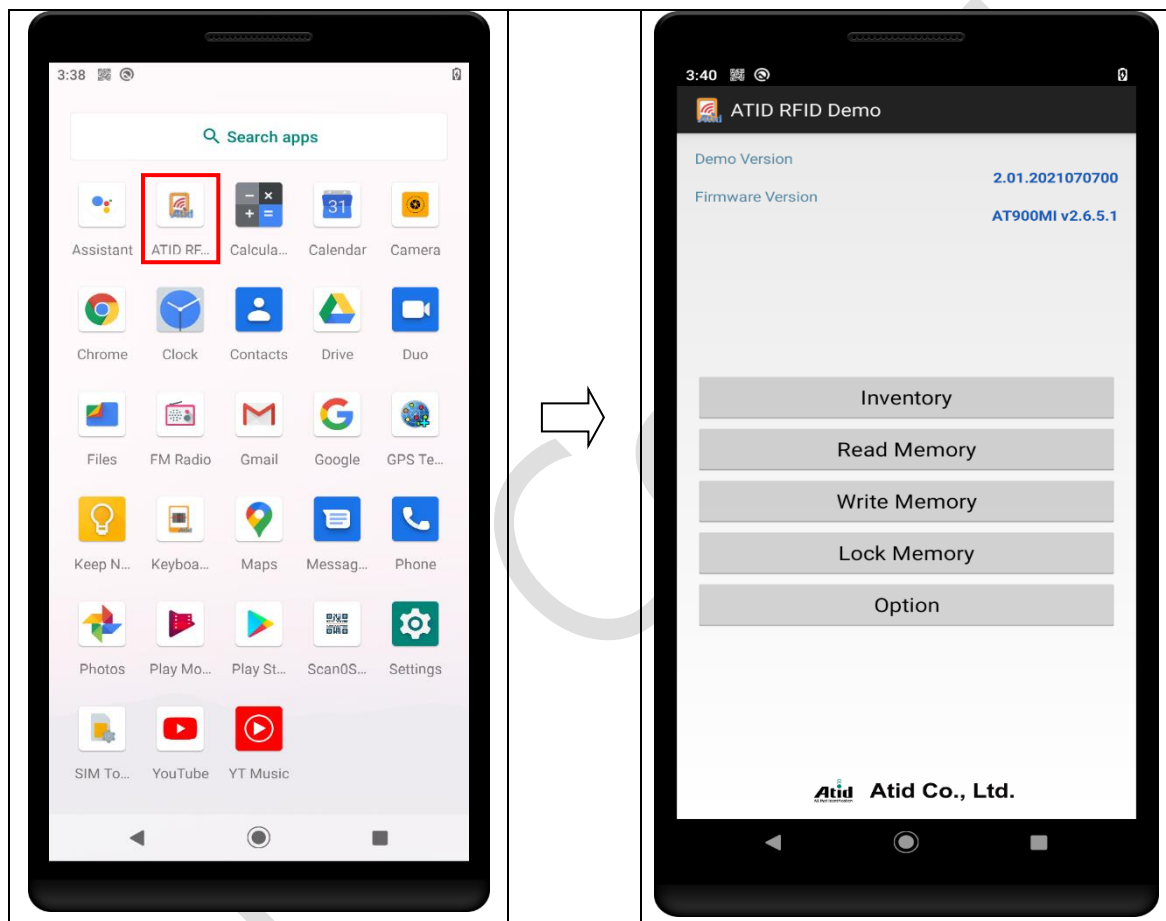 3:38
Search apps
31
Assistant ATID RF... Calcula... Calendar Camera
Chrome Clock Contacts Drive Duo
Files FM Radio Gmail Google GPS Te...
Keep N... Keyboa... Maps Messag... Phone
Photos Play Mo... Play St... Scan0S... Settings
SIM To... YouTube YT Music
3:40
ATID RFID Demo
Demo Version
2.01.2021070700
Firmware Version
AT900MI v2.6.5.1
Inventory
Read Memory
Write Memory
Lock Memory
Option
Atid Atid Co., Ltd.